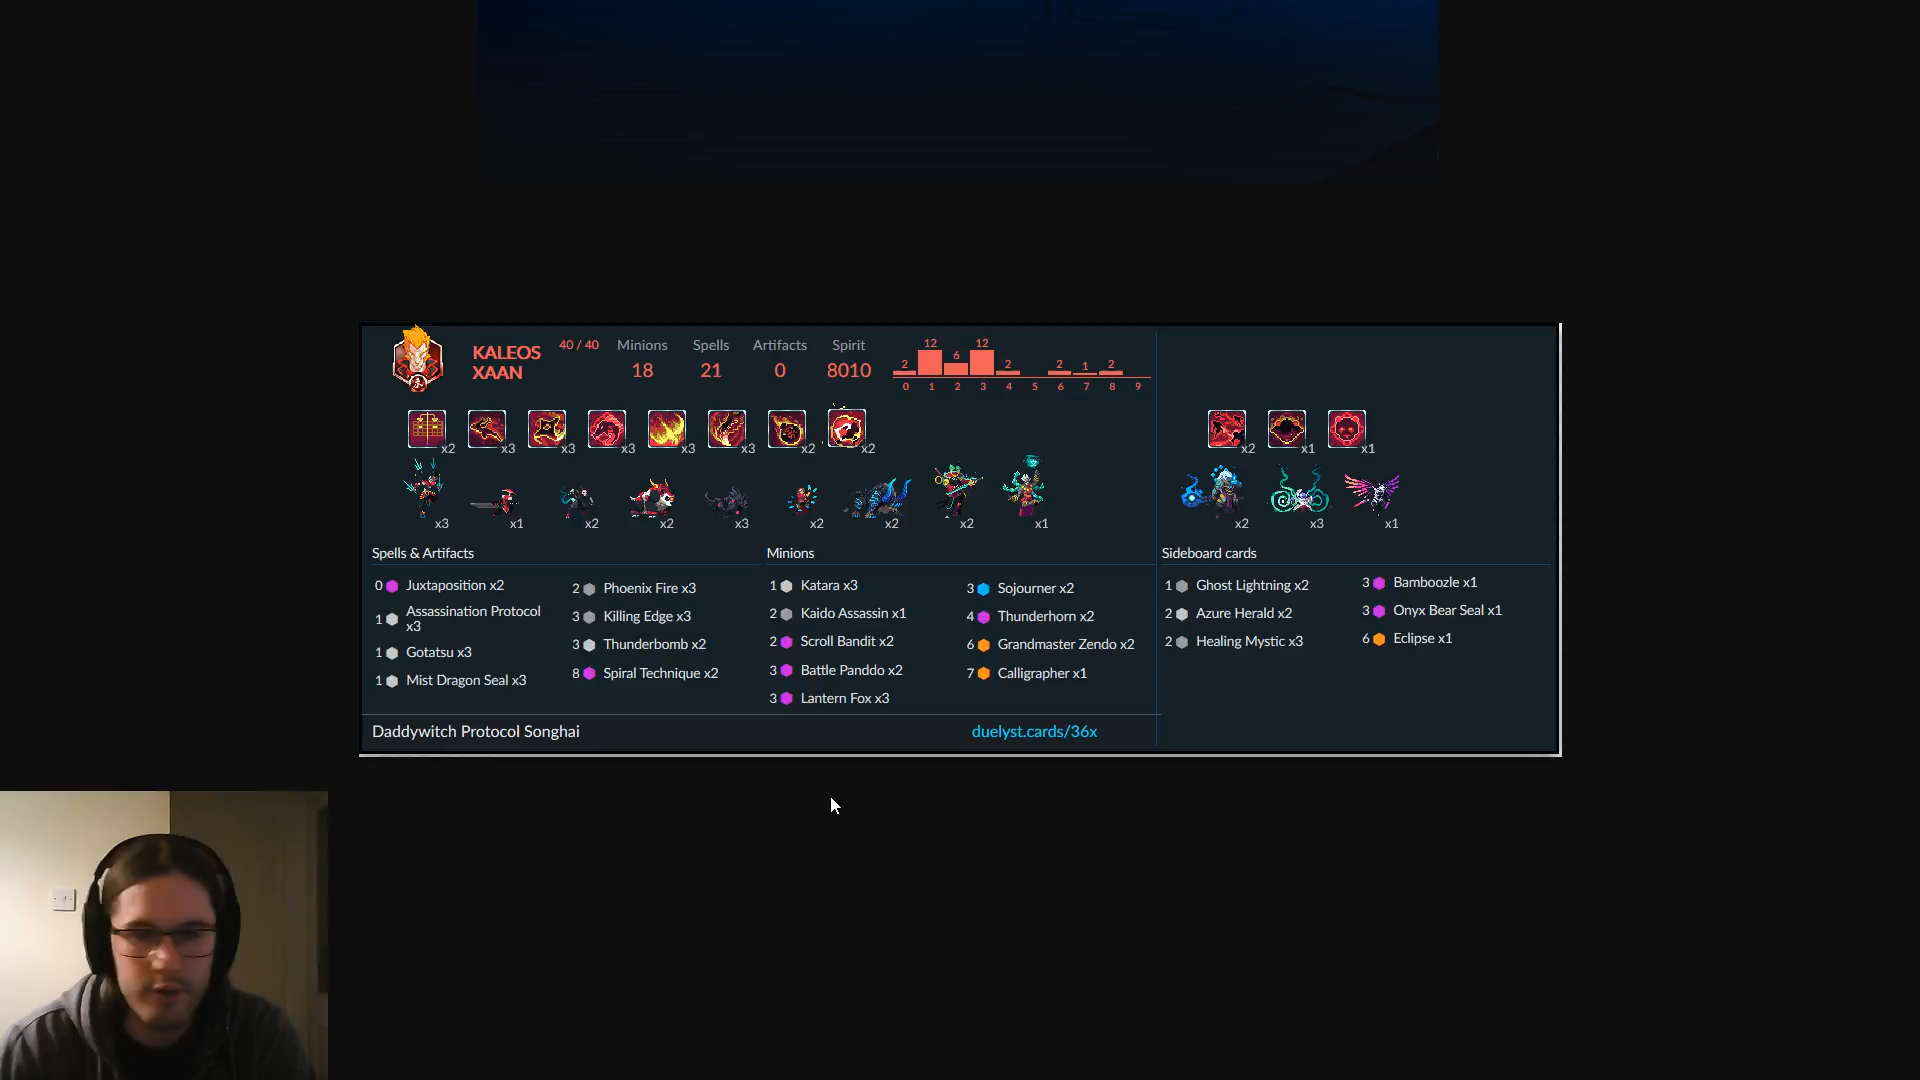 KALEOS
XAAN
40 / 40
Minions
18
Spells
21
Artifacts
0
Spirit
8010
2 12 6 12 2 2 1 2
0 1 2 3 4 5 6 7 8 9
x2 x3 x3 x3 x3 x3 x2 x2
x3 x1 x2 x2 x3 x2 x2 x2 x1
x2 x1 x1
x2 x3 x1
Spells & Artifacts
0 Juxtaposition x2
1 Assassination Protocol
x3
1 Gotatsu x3
1 Mist Dragon Seal x3
2 Phoenix Fire x3
3 Killing Edge x3
3 Thunderbomb x2
8 Spiral Technique x2
Minions
1 Katara x3
2 Kaido Assassin x1
2 Scroll Bandit x2
3 Battle Panddo x2
3 Lantern Fox x3
3 Sojourner x2
4 Thunderhorn x2
6 Grandmaster Zendo x2
7 Calligrapher x1
Sideboard cards
1 Ghost Lightning x2
2 Azure Herald x2
2 Healing Mystic x3
3 Bamboozle x1
3 Onyx Bear Seal x1
6 Eclipse x1
Daddywitch Protocol Songhai
duelyst.cards/36x